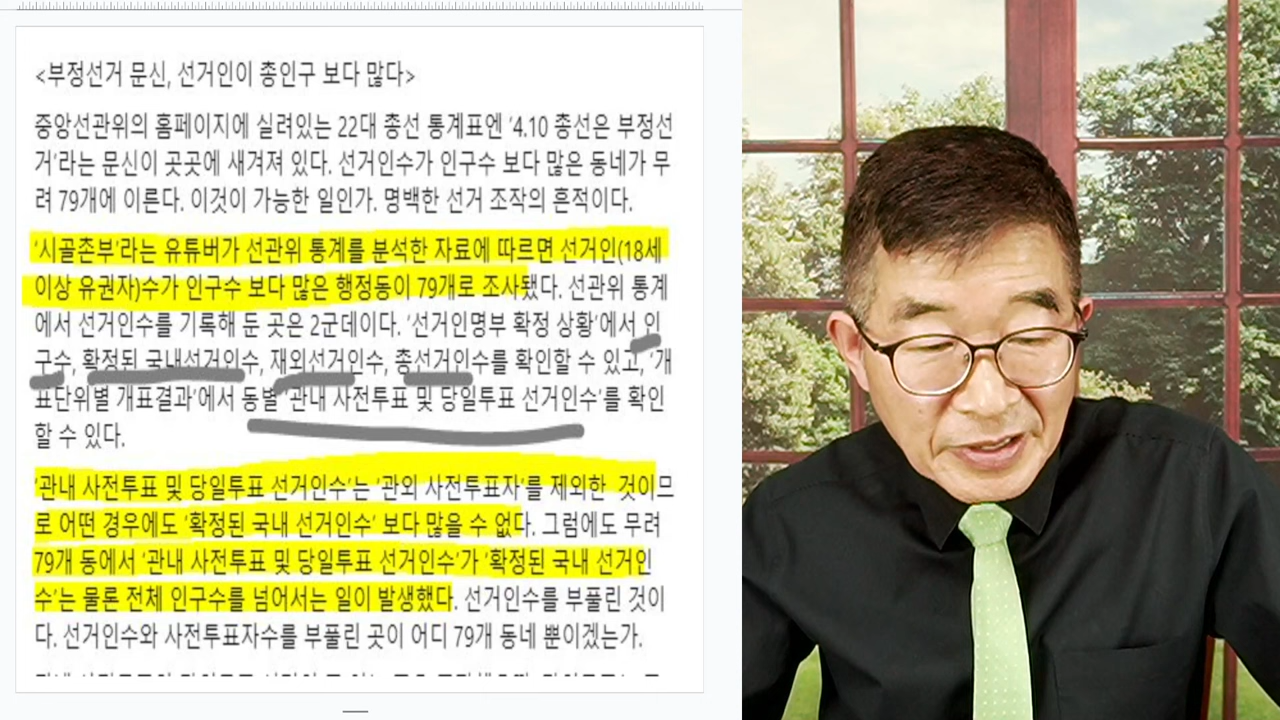 <부정선거 문신, 선거인이 총인구 보다 많다>
중앙선관위의 홈페이지에 실려있는 22대 총선 통계표엔 '4.10 총선은 부정선
거'라는 문신이 곳곳에 새겨져 있다. 선거인수가 인구수 보다 많은 동네가 무
려 79개에 이른다. 이것이 가능한 일인가. 명백한 선거 조작의 흔적이다.
'시골촌부'라는 유튜버가 선관위 통계를 분석한 자료에 따르면 선거인(18세
이상 유권자)수가 인구수 보다 많은 행정동이 79개로 조사됐다. 선관위 통계
에서 선거인수를 기록해 둔 곳은 2군데이다. '선거인명부 확정 상황'에서 인
구수, 확정된 국내선거인수, 재외선거인수, 총선거인수를 확인할 수 있고, '개
표단위별 개표결과'에서 동별 '관내 사전투표 및 당일투표 선거인수'를 확인
할 수 있다.
'관내 사전투표 및 당일투표 선거인수'는 '관외 사전투표자'를 제외한 것이므
로 어떤 경우에도 '확정된 국내 선거인수' 보다 많을 수 없다. 그럼에도 무려
79개 동에서 '관내 사전투표 및 당일투표 선거인수'가 '확정된 국내 선거인
수'는 물론 전체 인구수를 넘어서는 일이 발생했다. 선거인수를 부풀린 것이
다. 선거인수와 사전투표자수를 부풀린 곳이 어디 79개 동네 뿐이겠는가.